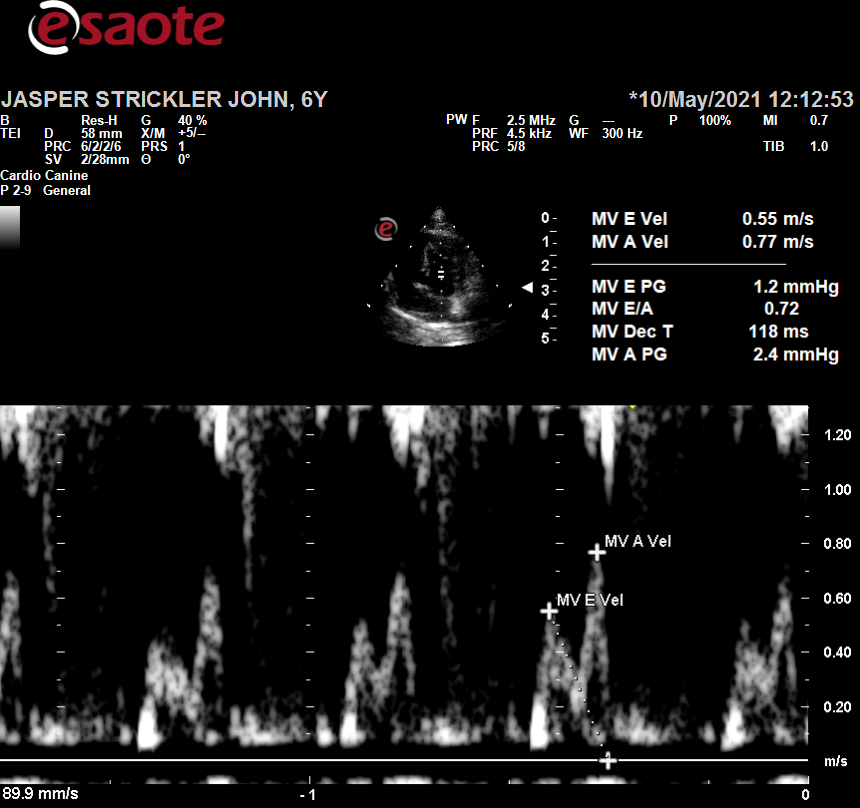 esaote
JASPER STRICKLER JOHN, 6Y *10/May/2021 12:12:53
B Res-H G 40 % PW F 2.5 MHz G --- P 100% MI 0.7
TEI D 58 mm X/M +5/-- PRF 4.5 kHz WF 300 Hz
PRC 6/2/2/6 PRS 1 PRC 5/8 TIB 1.0
SV 2/28mm Θ 0°
Cardio Canine
P 2-9 General
e
0
1
2
3
4
5
MV E Vel 0.55 m/s
MV A Vel 0.77 m/s
MV E PG 1.2 mmHg
MV E/A 0.72
MV Dec T 118 ms
MV A PG 2.4 mmHg
1.20
1.00
0.80
0.60
0.40
0.20
m/s
MV A Vel
MV E Vel
89.9 mm/s -1 0